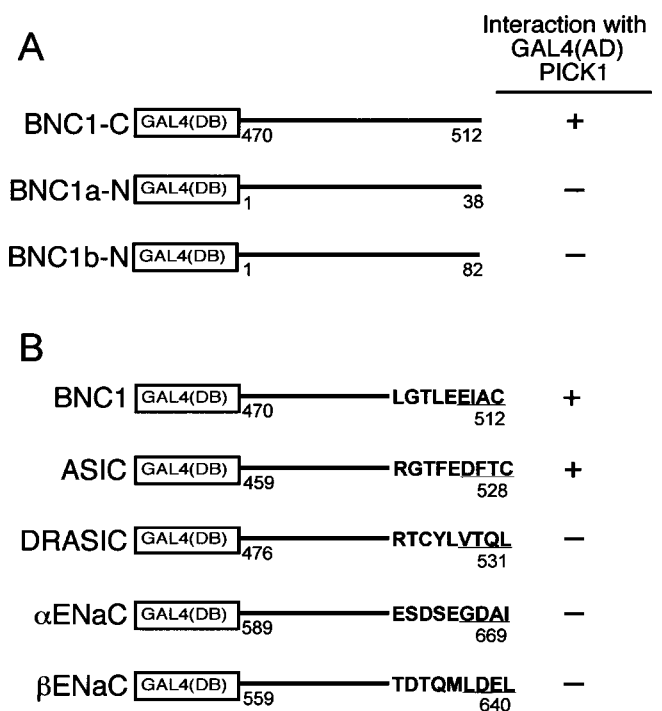 A
Interaction with
GAL4(AD)
PICK1
BNC1-C GAL4(DB) 470 512 +
BNC1a-N GAL4(DB) 1 38 −
BNC1b-N GAL4(DB) 1 82 −
B
BNC1 GAL4(DB) 470 LGTLEEIAC 512 +
ASIC GAL4(DB) 459 RGTFEDFTC 528 +
DRASIC GAL4(DB) 476 RTCYLVTQL 531 −
αENaC GAL4(DB) 589 ESDSEGDAI 669 −
βENaC GAL4(DB) 559 TDTQMLDEL 640 −